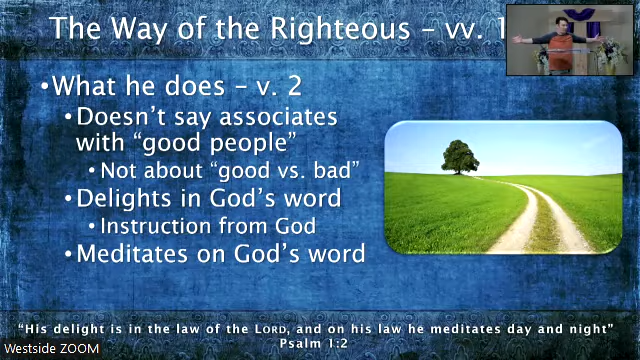 The Way of the Righteous – vv. 1
•What he does – v. 2
•Doesn't say associates
with "good people"
•Not about "good vs. bad"
•Delights in God's word
•Instruction from God
•Meditates on God's word
"His delight is in the law of the LORD, and on his law he meditates day and night"
Psalm 1:2
Westside ZOOM